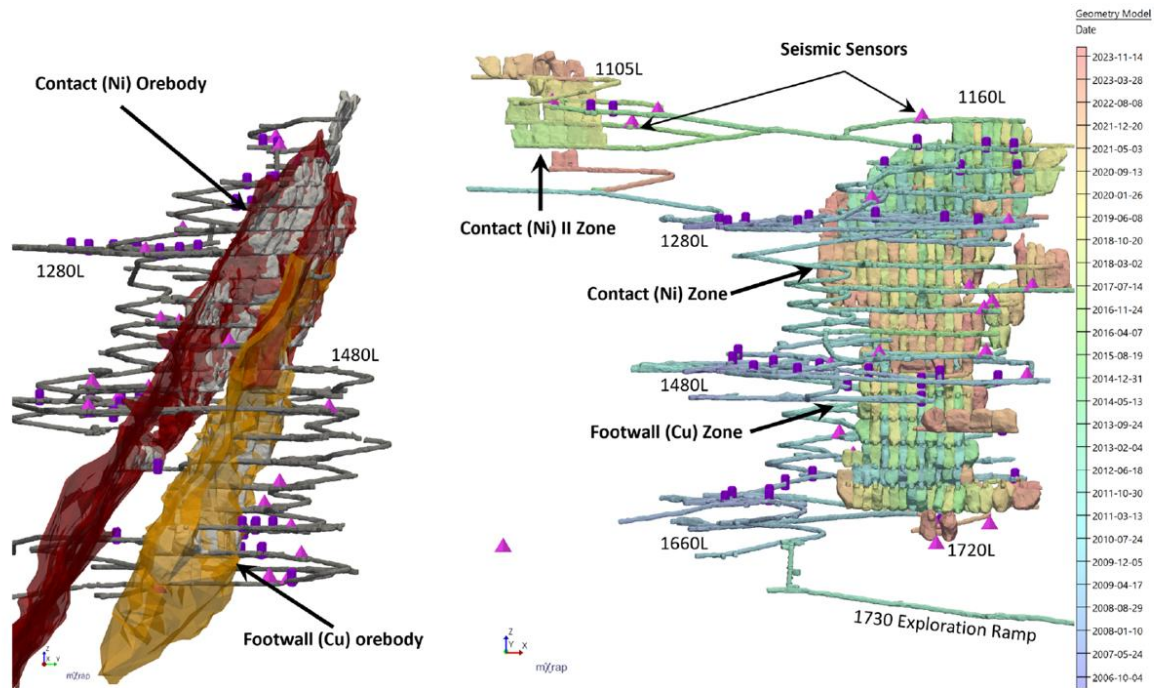 Contact (Ni) Orebody
1280L
1480L
Footwall (Cu) orebody
Z
X
Y
mXrap
Seismic Sensors
1105L
1160L
Contact (Ni) II Zone
1280L
Contact (Ni) Zone
1480L
Footwall (Cu) Zone
1660L
1720L
1730 Exploration Ramp
Z
Y
X
mXrap
Geometry Model
Date
2023-11-14
2023-03-28
2022-08-08
2021-12-20
2021-05-03
2020-09-13
2020-01-26
2019-06-08
2018-10-20
2018-03-02
2017-07-14
2016-11-24
2016-04-07
2015-08-19
2014-12-31
2014-05-13
2013-09-24
2013-02-04
2012-06-18
2011-10-30
2011-03-13
2010-07-24
2009-12-05
2009-04-17
2008-08-29
2008-01-10
2007-05-24
2006-10-04